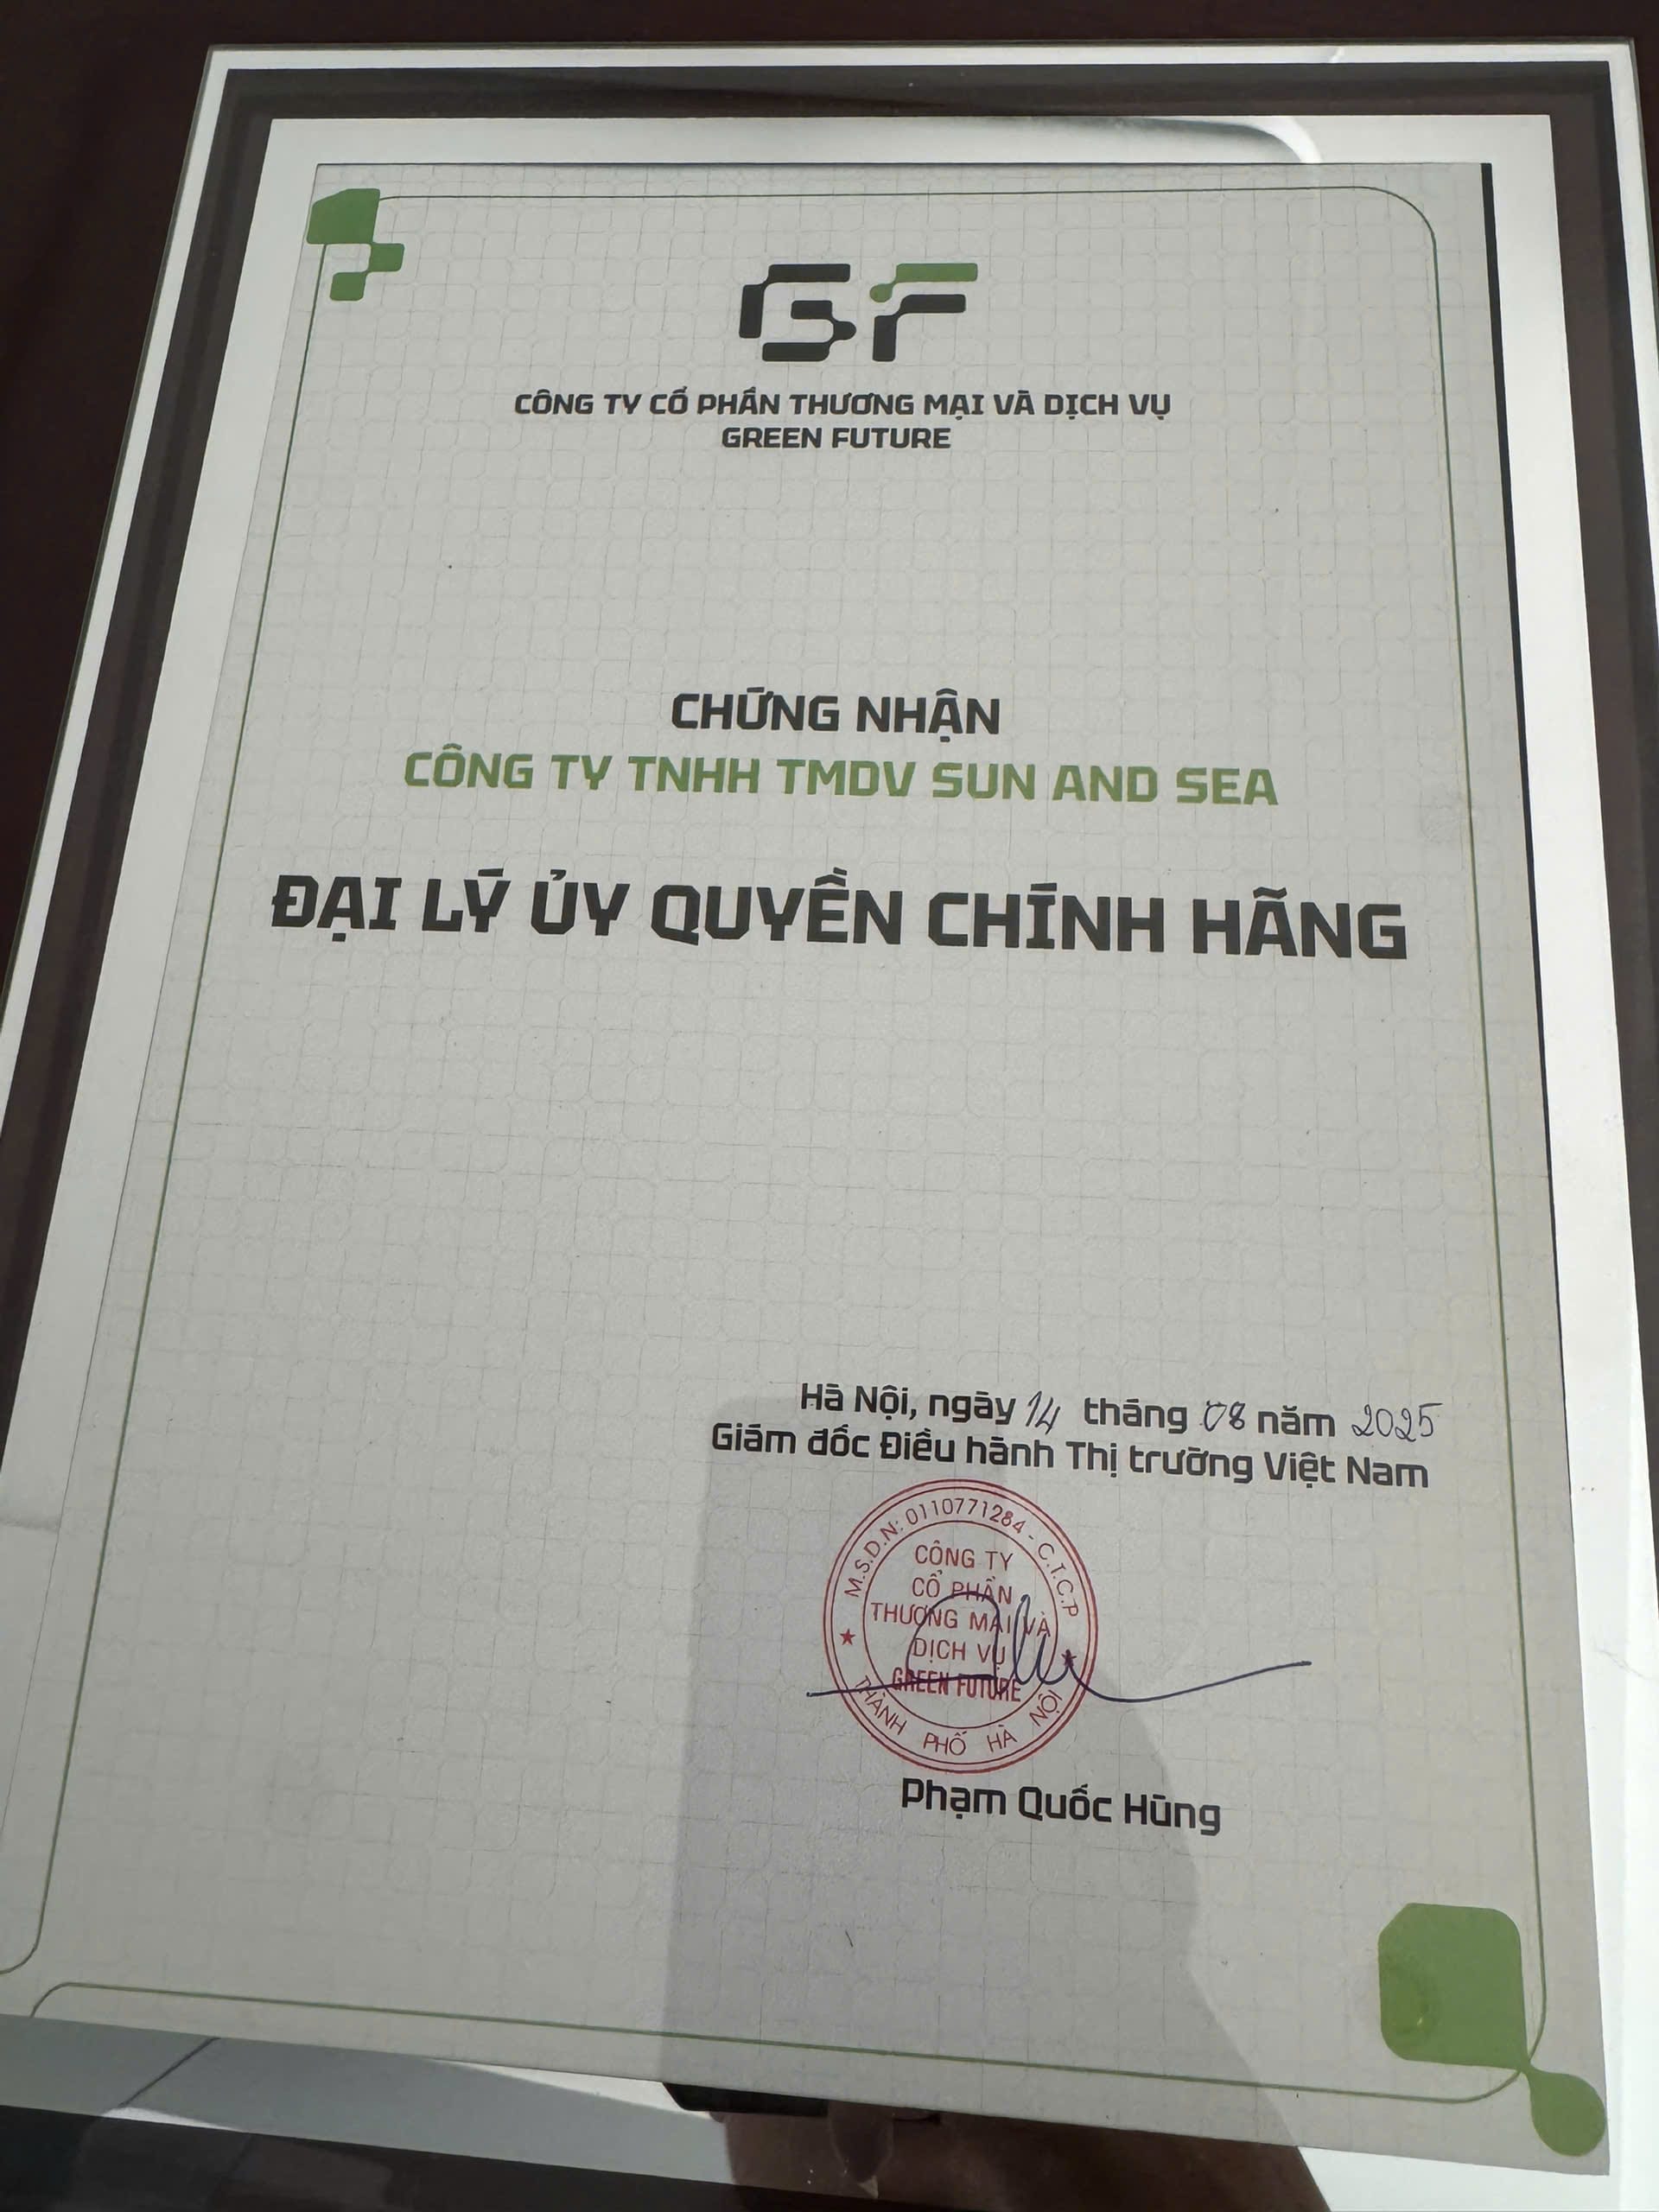 GF
CÔNG TY CỔ PHẦN THƯƠNG MẠI VÀ DỊCH VỤ
GREEN FUTURE
CHỨNG NHẬN
CÔNG TY TNHH TMDV SUN AND SEA
ĐẠI LÝ ỦY QUYỀN CHÍNH HÃNG
Hà Nội, ngày 14 tháng 08 năm 2025
Giám đốc Điều hành Thị trường Việt Nam
M.S.D.N: 0110771284 - C.T.C.P
CÔNG TY
CỔ PHẦN
THƯƠNG MẠI VÀ
DỊCH VỤ
GREEN FUTURE
THÀNH PHỐ HÀ NỘI
Phạm Quốc Hùng